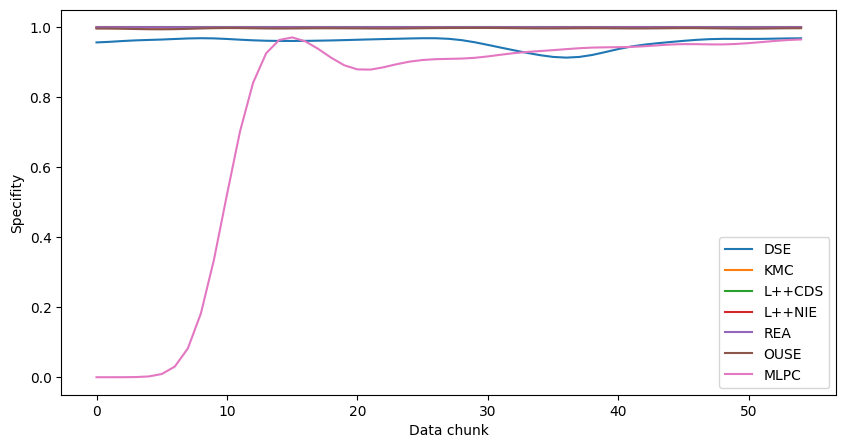 1.0
0.8
0.6
0.4
0.2
0.0
Specifity
0 10 20 30 40 50
Data chunk
DSE
KMC
L++CDS
L++NIE
REA
OUSE
MLPC